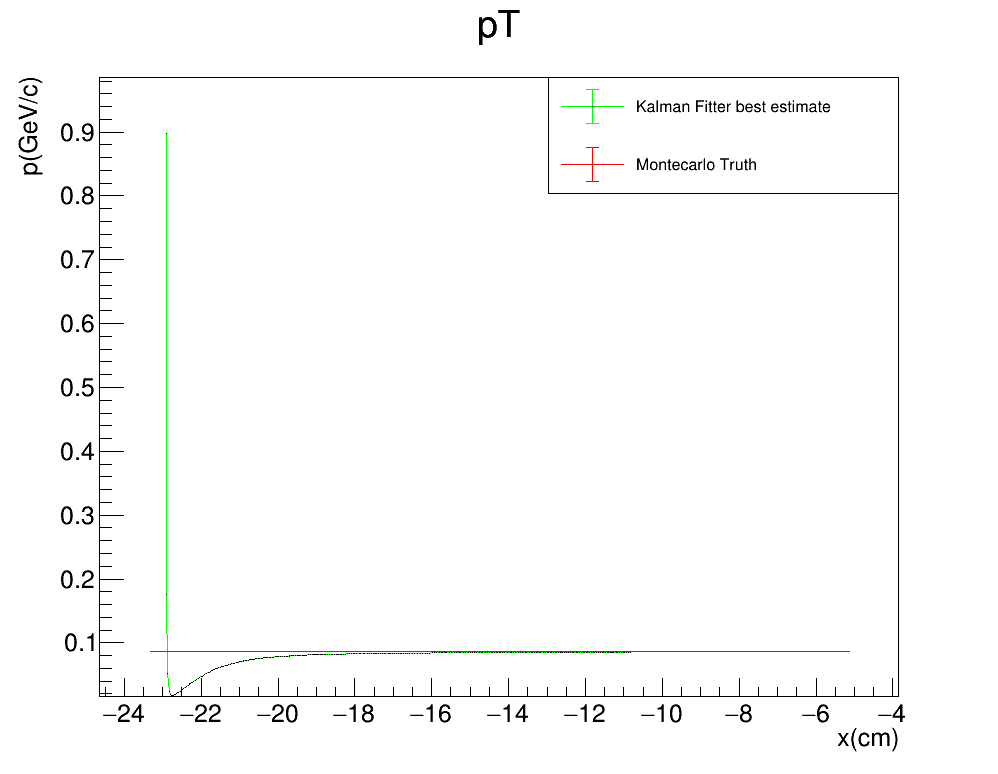 pT
p(GeV/c)
Kalman Fitter best estimate
Montecarlo Truth
0.9
0.8
0.7
0.6
0.5
0.4
0.3
0.2
0.1
−24 −22 −20 −18 −16 −14 −12 −10 −8 −6 −4
x(cm)